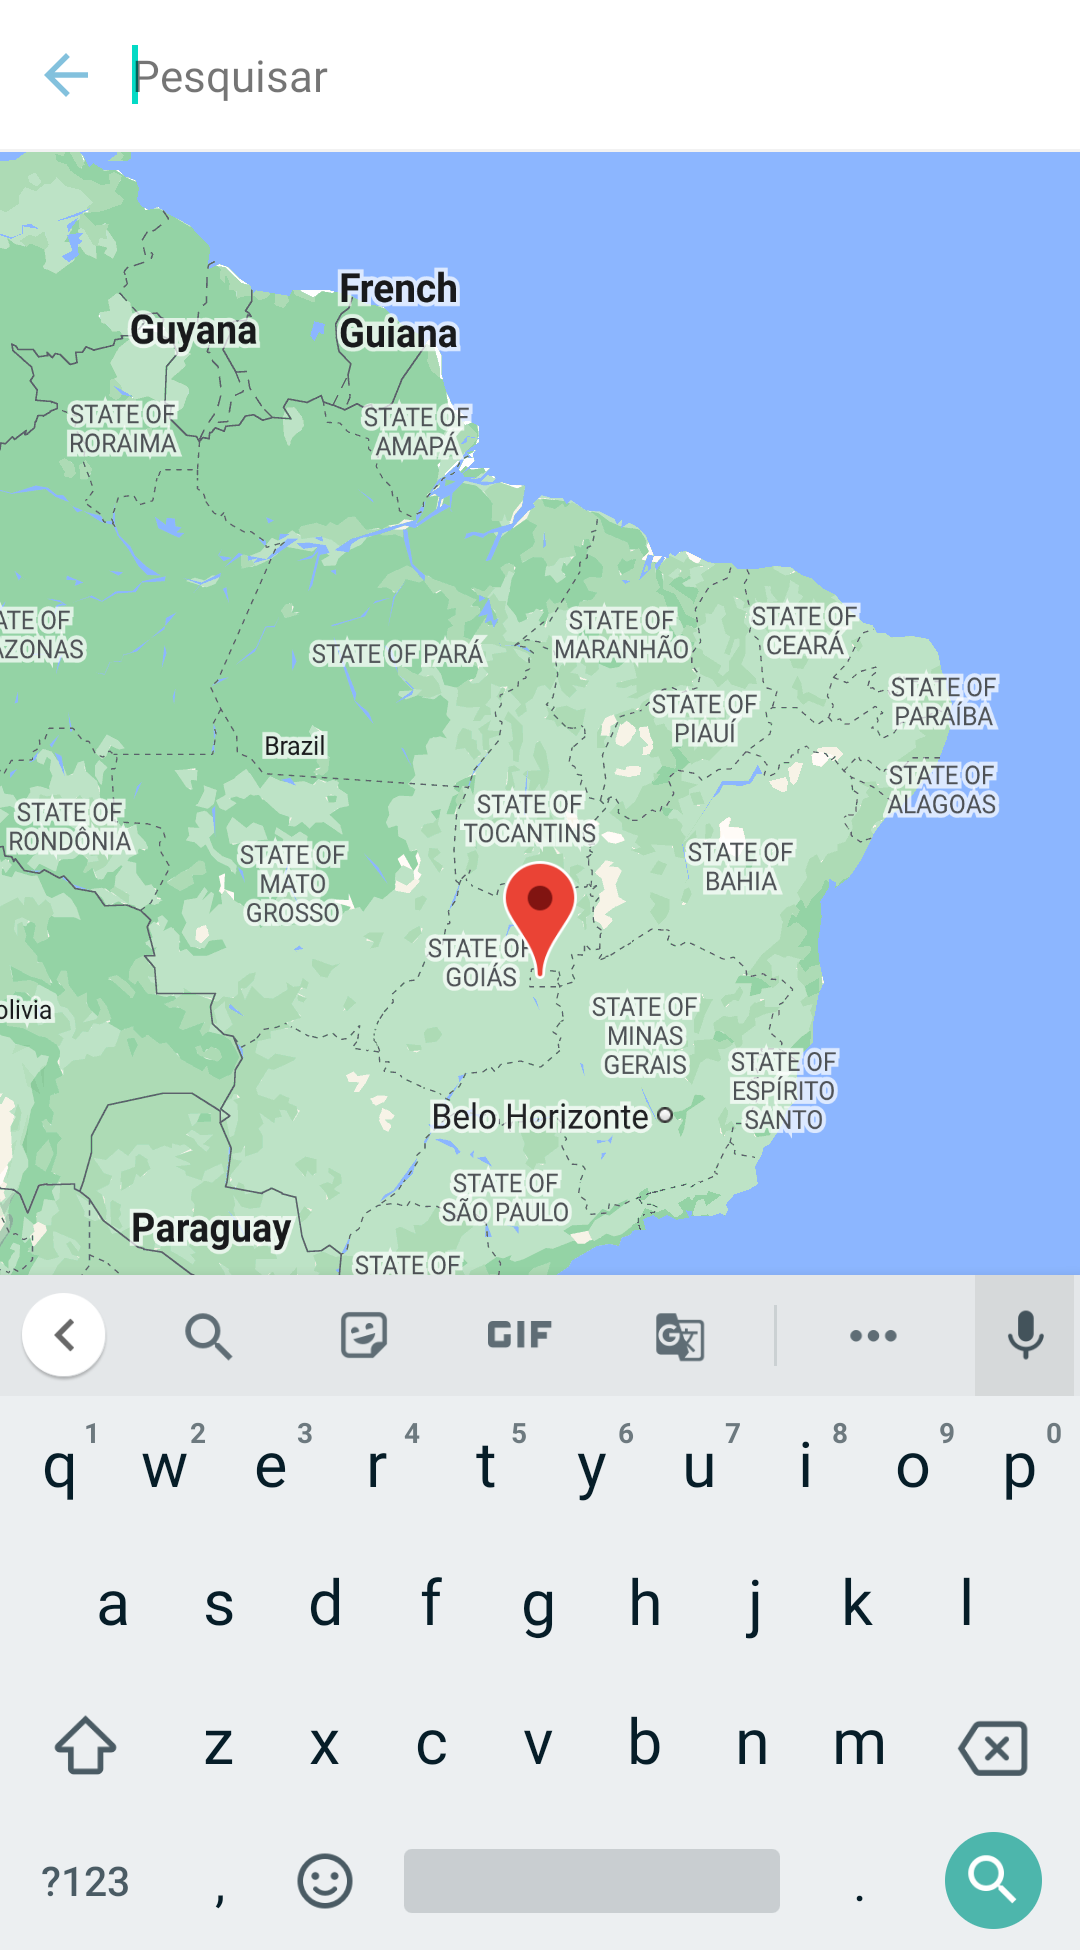 Pesquisar
French
Guiana
Guyana
STATE OF
RORAIMA
STATE OF
AMAPÁ
ATE OF
AZONAS
STATE OF PARÁ
STATE OF
MARANHÃO
STATE OF
CEARÁ
STATE OF
PARAÍBA
STATE OF
PIAUÍ
Brazil
STATE OF
ALAGOAS
STATE OF
RONDÔNIA
STATE OF
TOCANTINS
STATE OF
MATO
GROSSO
STATE OF
BAHIA
STATE OF
GOIÁS
olivia
STATE OF
MINAS
GERAIS
STATE OF
ESPÍRITO
SANTO
Belo Horizonte
STATE OF
SÃO PAULO
Paraguay
STATE OF
GIF
G
1 2 3 4 5 6 7 8 9 0
q w e r t y u i o p
a s d f g h j k l
z x c v b n m
?123 , .